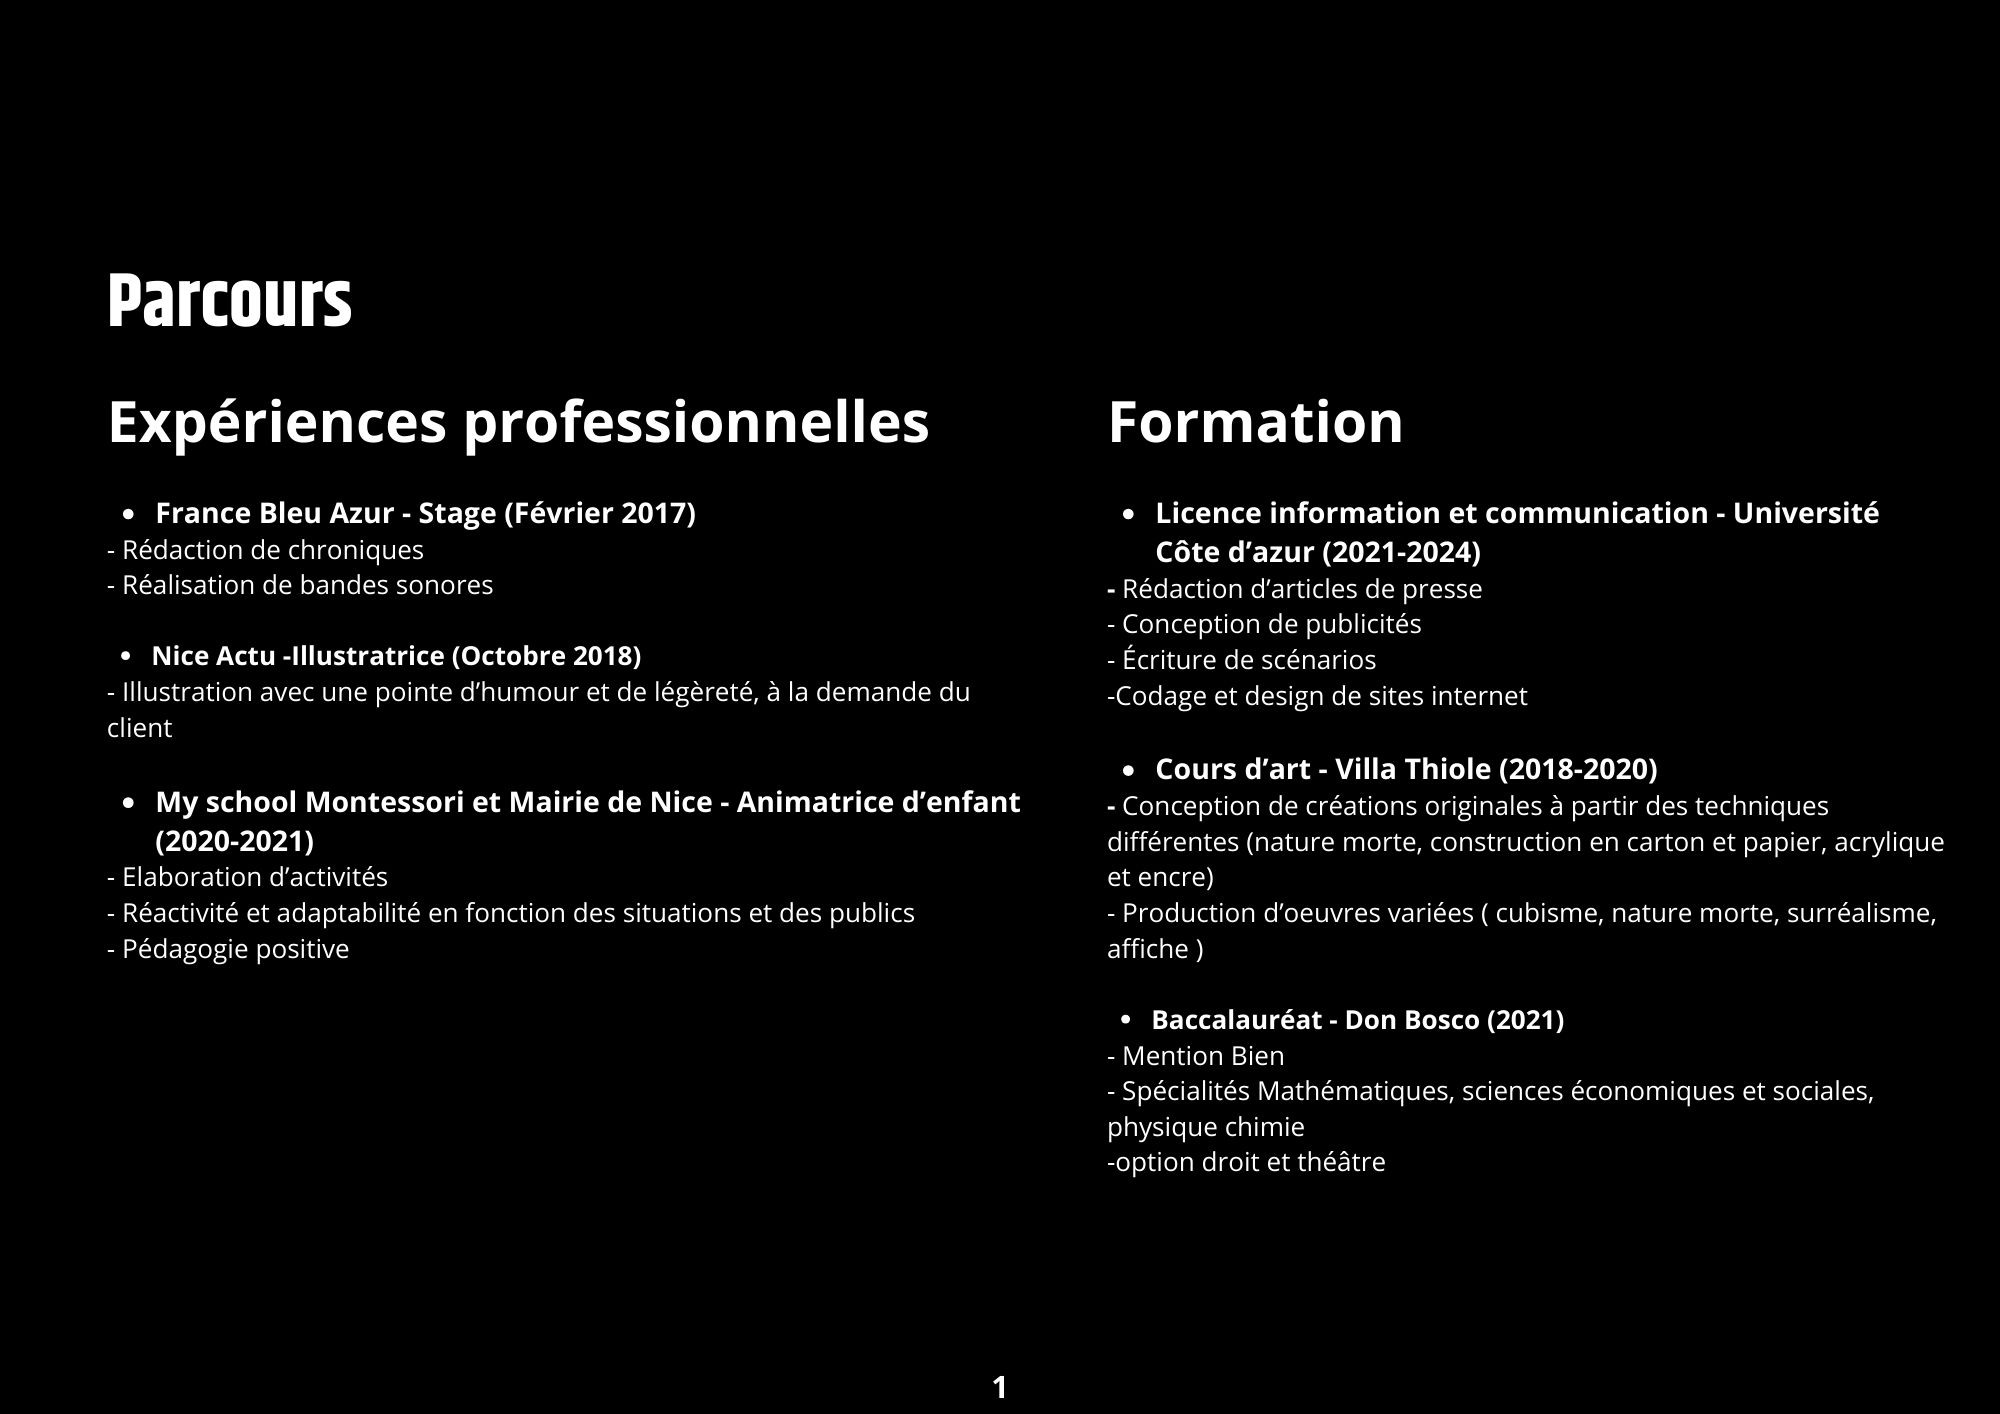 Parcours
Expériences professionnelles
• France Bleu Azur - Stage (Février 2017)
- Rédaction de chroniques
- Réalisation de bandes sonores
• Nice Actu -Illustratrice (Octobre 2018)
- Illustration avec une pointe d’humour et de légèreté, à la demande du
client
• My school Montessori et Mairie de Nice - Animatrice d’enfant
(2020-2021)
- Elaboration d’activités
- Réactivité et adaptabilité en fonction des situations et des publics
- Pédagogie positive
Formation
• Licence information et communication - Université
Côte d’azur (2021-2024)
- Rédaction d’articles de presse
- Conception de publicités
- Écriture de scénarios
-Codage et design de sites internet
• Cours d’art - Villa Thiole (2018-2020)
- Conception de créations originales à partir des techniques
différentes (nature morte, construction en carton et papier, acrylique
et encre)
- Production d’oeuvres variées ( cubisme, nature morte, surréalisme,
affiche )
• Baccalauréat - Don Bosco (2021)
- Mention Bien
- Spécialités Mathématiques, sciences économiques et sociales,
physique chimie
-option droit et théâtre
1